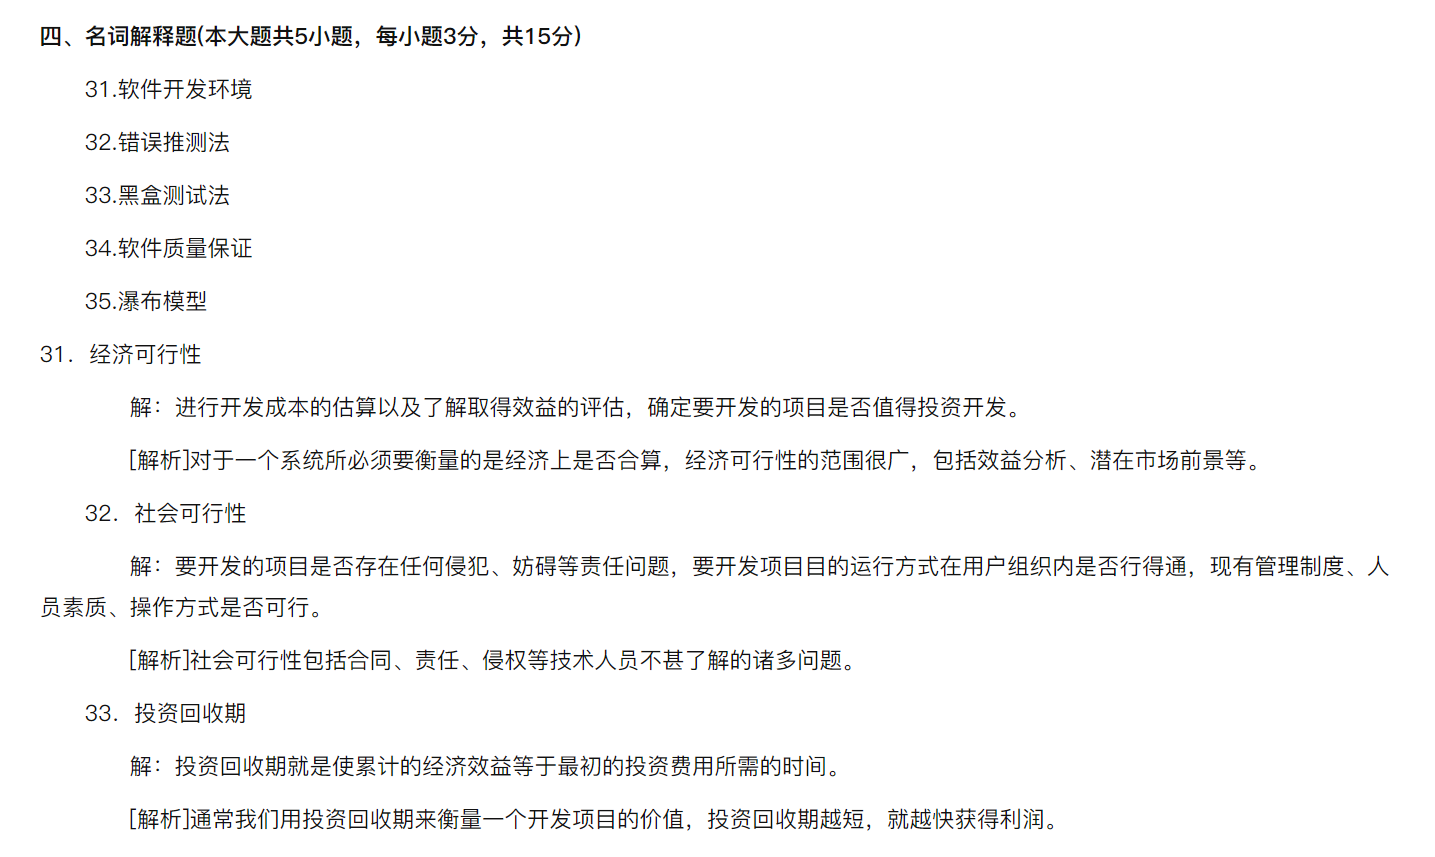 四、名词解释题(本大题共5小题，每小题3分，共15分)
31.软件开发环境
32.错误推测法
33.黑盒测试法
34.软件质量保证
35.瀑布模型
31．经济可行性
解：进行开发成本的估算以及了解取得效益的评估，确定要开发的项目是否值得投资开发。
[解析]对于一个系统所必须要衡量的是经济上是否合算，经济可行性的范围很广，包括效益分析、潜在市场前景等。
32．社会可行性
解：要开发的项目是否存在任何侵犯、妨碍等责任问题，要开发项目目的运行方式在用户组织内是否行得通，现有管理制度、人
员素质、操作方式是否可行。
[解析]社会可行性包括合同、责任、侵权等技术人员不甚了解的诸多问题。
33．投资回收期
解：投资回收期就是使累计的经济效益等于最初的投资费用所需的时间。
[解析]通常我们用投资回收期来衡量一个开发项目的价值，投资回收期越短，就越快获得利润。